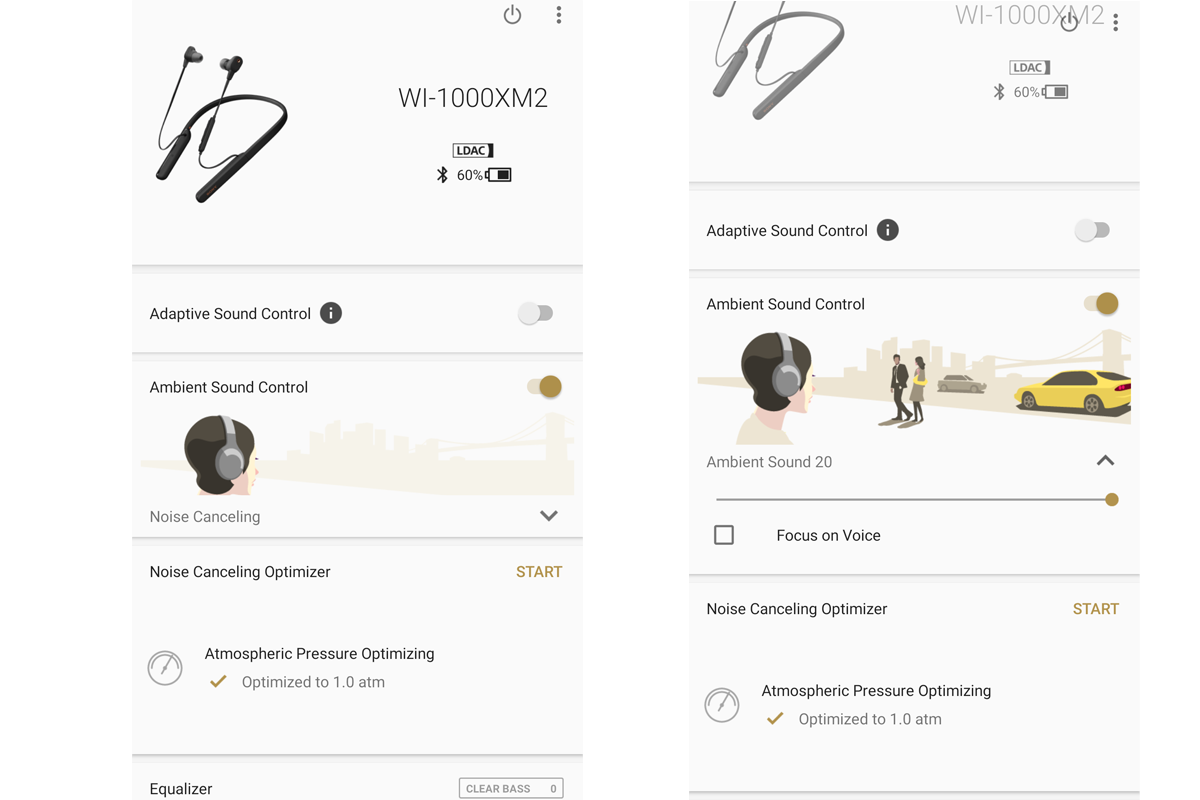 WI-1000XM2
LDAC
60%
Adaptive Sound Control i
Ambient Sound Control
Noise Canceling
Noise Canceling Optimizer START
Atmospheric Pressure Optimizing
Optimized to 1.0 atm
Equalizer CLEAR BASS 0
WI-1000XM2
LDAC
60%
Adaptive Sound Control i
Ambient Sound Control
Ambient Sound 20
Focus on Voice
Noise Canceling Optimizer START
Atmospheric Pressure Optimizing
Optimized to 1.0 atm